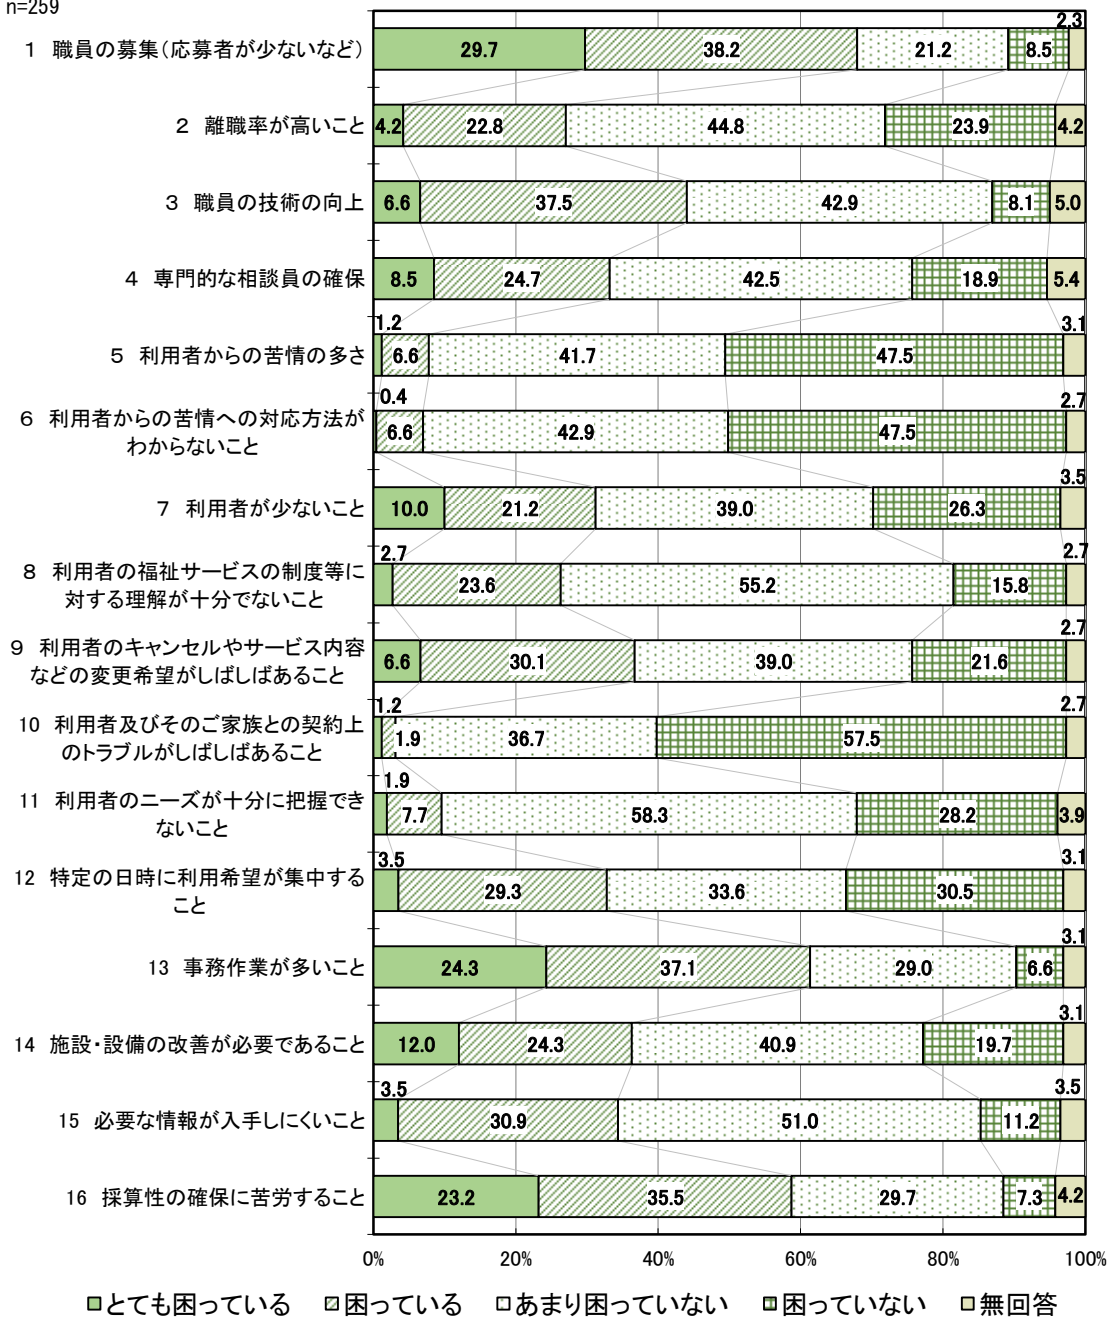 n=259
2.3
1 職員の募集(応募者が少ないなど) 29.7 38.2 21.2 8.5
2 離職率が高いこと 4.2 22.8 44.8 23.9 4.2
3 職員の技術の向上 6.6 37.5 42.9 8.1 5.0
4 専門的な相談員の確保 8.5 24.7 42.5 18.9 5.4
1.2 3.1
5 利用者からの苦情の多さ 6.6 41.7 47.5
0.4 2.7
6 利用者からの苦情への対応方法が
わからないこと 6.6 42.9 47.5
3.5
7 利用者が少ないこと 10.0 21.2 39.0 26.3
2.7 2.7
8 利用者の福祉サービスの制度等に
対する理解が十分でないこと 23.6 55.2 15.8
2.7
9 利用者のキャンセルやサービス内容
などの変更希望がしばしばあること 6.6 30.1 39.0 21.6
1.2 2.7
10 利用者及びそのご家族との契約上
のトラブルがしばしばあること 1.9 36.7 57.5
1.9
11 利用者のニーズが十分に把握でき
ないこと 7.7 58.3 28.2 3.9
3.5 3.1
12 特定の日時に利用希望が集中する
こと 29.3 33.6 30.5
3.1
13 事務作業が多いこと 24.3 37.1 29.0 6.6
3.1
14 施設・設備の改善が必要であること 12.0 24.3 40.9 19.7
3.5 3.5
15 必要な情報が入手しにくいこと 30.9 51.0 11.2
16 採算性の確保に苦労すること 23.2 35.5 29.7 7.3 4.2
0% 20% 40% 60% 80% 100%
とても困っている 困っている あまり困っていない 困っていない 無回答